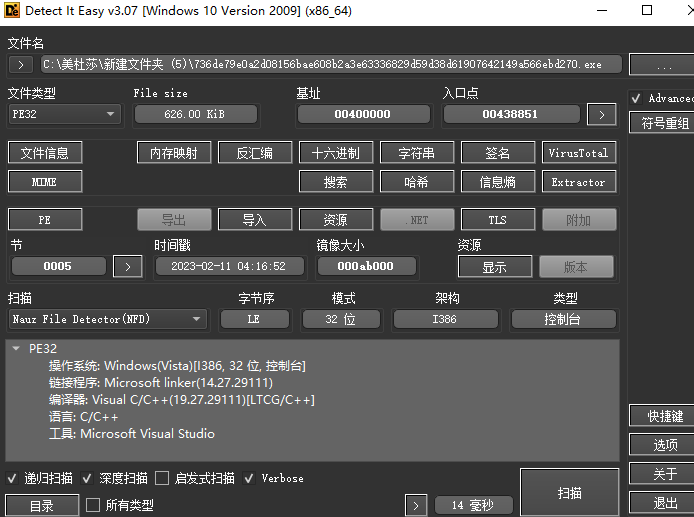 Detect It Easy v3.07 [Windows 10 Version 2009] (x86_64)
文件名
> C:\美杜莎\新建文件夹 (5)\736de79e0a2d08156bae608b2a3e63336829d59d38d61907642149a566ebd270.exe ...
文件类型 File size 基址 入口点
PE32 626.00 KiB 00400000 00438851 > Advanced
符号重组
文件信息 内存映射 反汇编 十六进制 字符串 签名 VirusTotal
MIME 搜索 哈希 信息熵 Extractor
PE 导出 导入 资源 .NET TLS 附加
节 时间戳 镜像大小 资源
0005 > 2023-02-11 04:16:52 000ab000 显示 版本
扫描 字节序 模式 架构 类型
Nauz File Detector(NFD) LE 32 位 I386 控制台
PE32
操作系统: Windows(Vista)[I386, 32 位, 控制台]
链接程序: Microsoft linker(14.27.29111)
编译器: Visual C/C++(19.27.29111)[LTCG/C++]
语言: C/C++
工具: Microsoft Visual Studio
快捷键
选项
递归扫描 深度扫描 启发式扫描 Verbose 扫描 关于
目录 所有类型 > 14 毫秒 退出